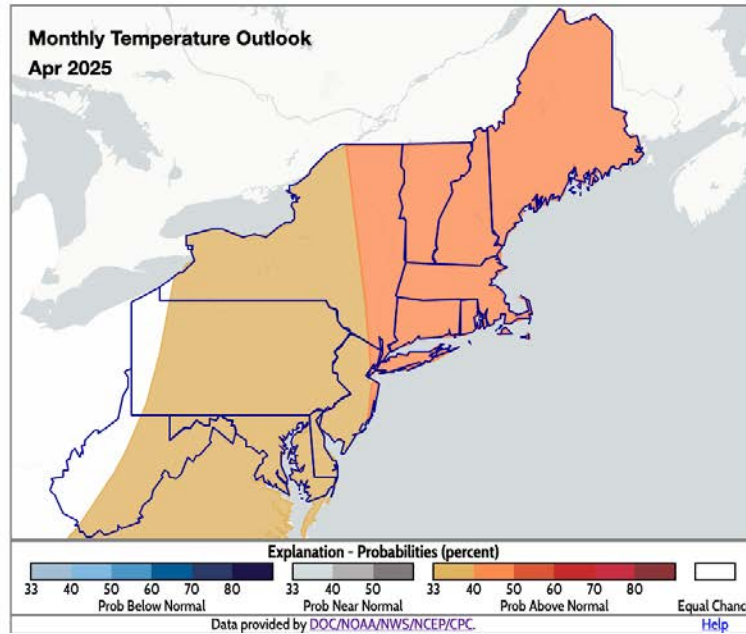 Monthly Temperature Outlook
Apr 2025
Explanation - Probabilities (percent)
33 40 50 60 70 80 33 40 50 33 40 50 60 70 80
Prob Below Normal Prob Near Normal Prob Above Normal Equal Chanc
Data provided by DOC/NOAA/NWS/NCEP/CPC. Help